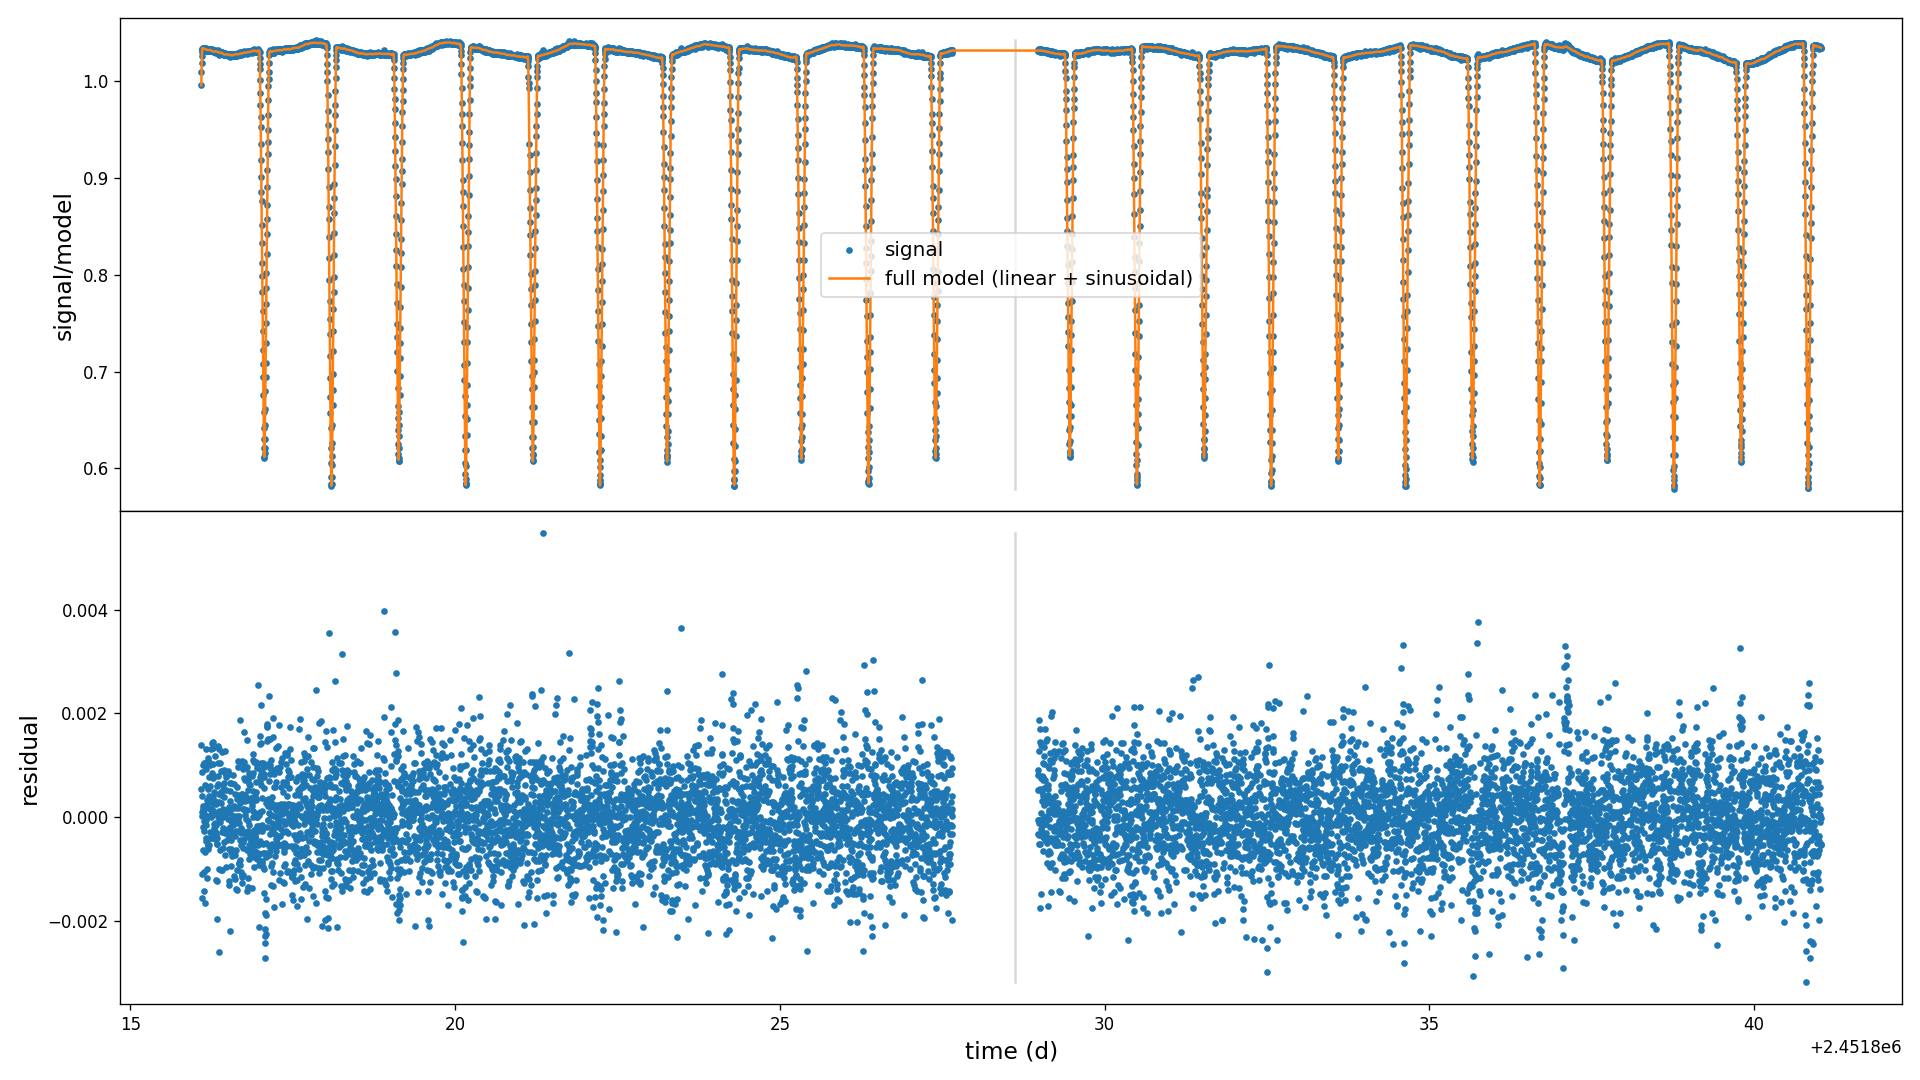 1.0
0.9
0.8
0.7
0.6
signal/model
signal
full model (linear + sinusoidal)
0.004
0.002
0.000
−0.002
residual
15 20 25 30 35 40
time (d)
+2.4518e6